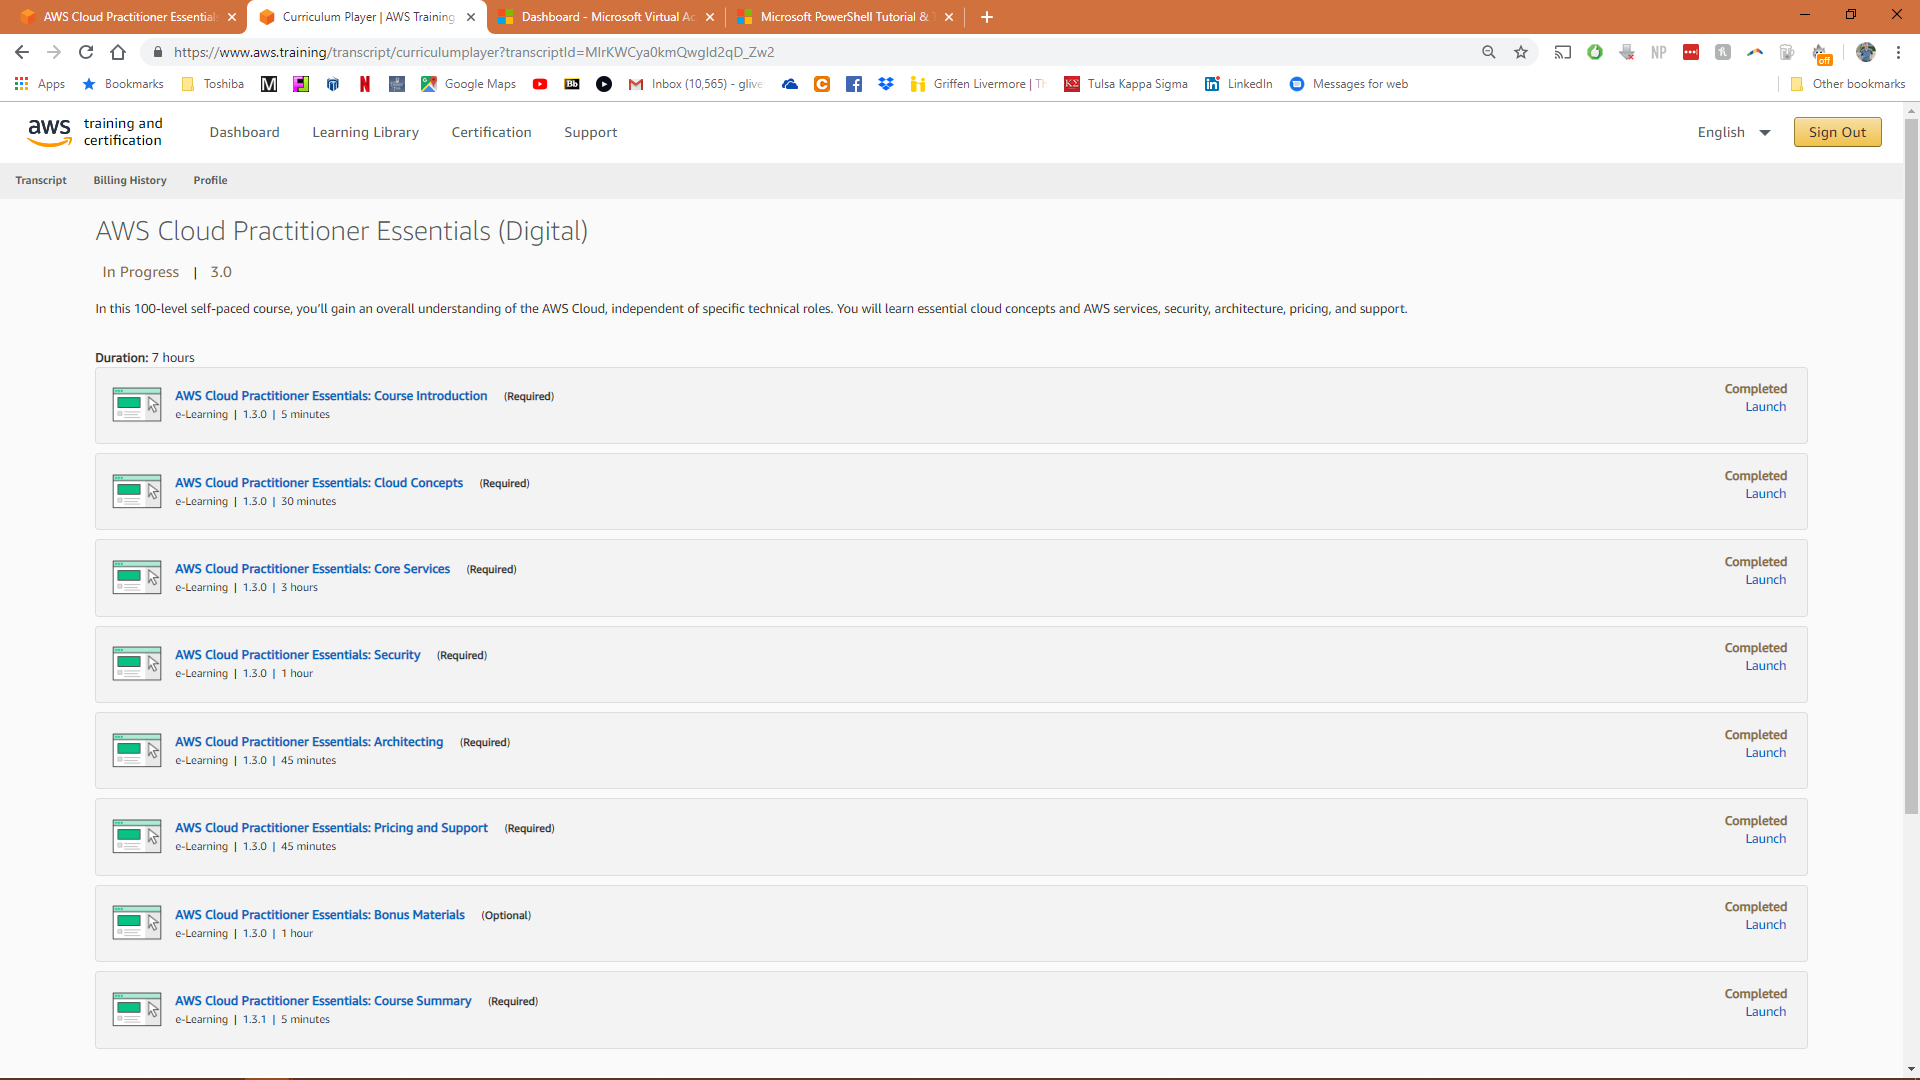 AWS Cloud Practitioner Essentials
Curriculum Player | AWS Training
Dashboard - Microsoft Virtual Ac
Microsoft PowerShell Tutorial &
https://www.aws.training/transcript/curriculumplayer?transcriptId=MIrKWCya0kmQwgld2qD_Zw2
NP
off
Apps
Bookmarks
Toshiba
M
N
Google Maps
Bb
Inbox (10,565) - glive
Griffen Livermore | Th
ΚΣ
Tulsa Kappa Sigma
LinkedIn
Messages for web
Other bookmarks
aws training and certification
Dashboard
Learning Library
Certification
Support
English
Sign Out
Transcript
Billing History
Profile
AWS Cloud Practitioner Essentials (Digital)
In Progress | 3.0
In this 100-level self-paced course, you’ll gain an overall understanding of the AWS Cloud, independent of specific technical roles. You will learn essential cloud concepts and AWS services, security, architecture, pricing, and support.
Duration: 7 hours
AWS Cloud Practitioner Essentials: Course Introduction (Required)
e-Learning | 1.3.0 | 5 minutes
Completed
Launch
AWS Cloud Practitioner Essentials: Cloud Concepts (Required)
e-Learning | 1.3.0 | 30 minutes
Completed
Launch
AWS Cloud Practitioner Essentials: Core Services (Required)
e-Learning | 1.3.0 | 3 hours
Completed
Launch
AWS Cloud Practitioner Essentials: Security (Required)
e-Learning | 1.3.0 | 1 hour
Completed
Launch
AWS Cloud Practitioner Essentials: Architecting (Required)
e-Learning | 1.3.0 | 45 minutes
Completed
Launch
AWS Cloud Practitioner Essentials: Pricing and Support (Required)
e-Learning | 1.3.0 | 45 minutes
Completed
Launch
AWS Cloud Practitioner Essentials: Bonus Materials (Optional)
e-Learning | 1.3.0 | 1 hour
Completed
Launch
AWS Cloud Practitioner Essentials: Course Summary (Required)
e-Learning | 1.3.1 | 5 minutes
Completed
Launch